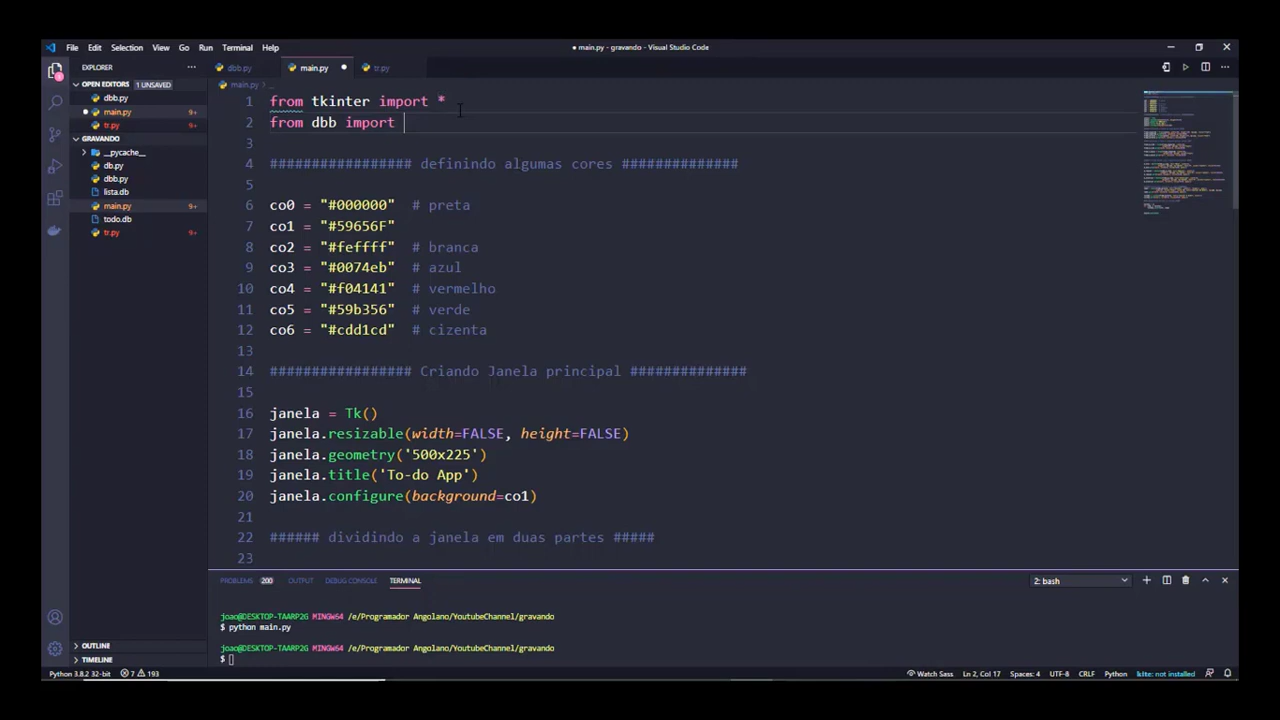 File Edit Selection View Go Run Terminal Help
● main.py - gravando - Visual Studio Code
EXPLORER ...
dbb.py main.py ● tr.py
OPEN EDITORS 1 UNSAVED
dbb.py
main.py 9+
tr.py 9+
GRAVANDO
__pycache__
db.py
dbb.py
lista.db
main.py 9+
todo.db
tr.py 9+
OUTLINE
TIMELINE
main.py > ...
1 from tkinter import *
2 from dbb import
3
4 ################# definindo algumas cores ##############
5
6 co0 = "#000000" # preta
7 co1 = "#59656F"
8 co2 = "#feffff" # branca
9 co3 = "#0074eb" # azul
10 co4 = "#f04141" # vermelho
11 co5 = "#59b356" # verde
12 co6 = "#cdd1cd" # cizenta
13
14 ################# Criando Janela principal ##############
15
16 janela = Tk()
17 janela.resizable(width=FALSE, height=FALSE)
18 janela.geometry('500x225')
19 janela.title('To-do App')
20 janela.configure(background=co1)
21
22 ###### dividindo a janela em duas partes #####
23
PROBLEMS 200 OUTPUT DEBUG CONSOLE TERMINAL 2: bash
joao@DESKTOP-TAARP2G MINGW64 /e/Programador Angolano/YoutubeChannel/gravando
$ python main.py
joao@DESKTOP-TAARP2G MINGW64 /e/Programador Angolano/YoutubeChannel/gravando
$
Python 3.8.2 32-bit 7 193 Watch Sass Ln 2, Col 17 Spaces: 4 UTF-8 CRLF Python kite: not installed